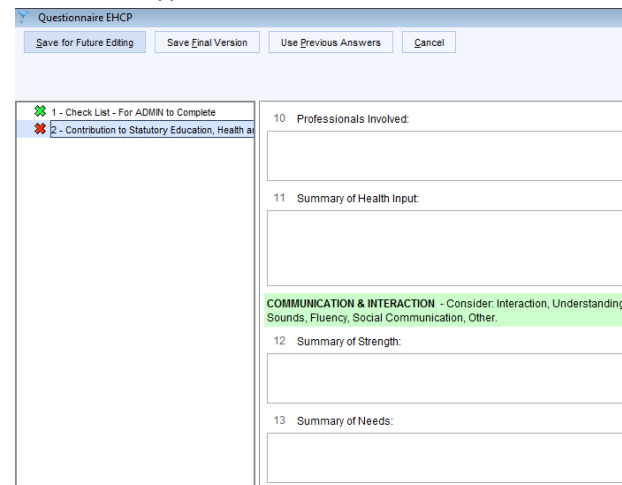 Questionnaire EHCP
Save for Future Editing Save Final Version Use Previous Answers Cancel
1 - Check List - For ADMIN to Complete
2 - Contribution to Statutory Education, Health
10 Professionals Involved:
11 Summary of Health Input:
COMMUNICATION & INTERACTION - Consider: Interaction, Understanding
Sounds, Fluency, Social Communication, Other.
12 Summary of Strength:
13 Summary of Needs: